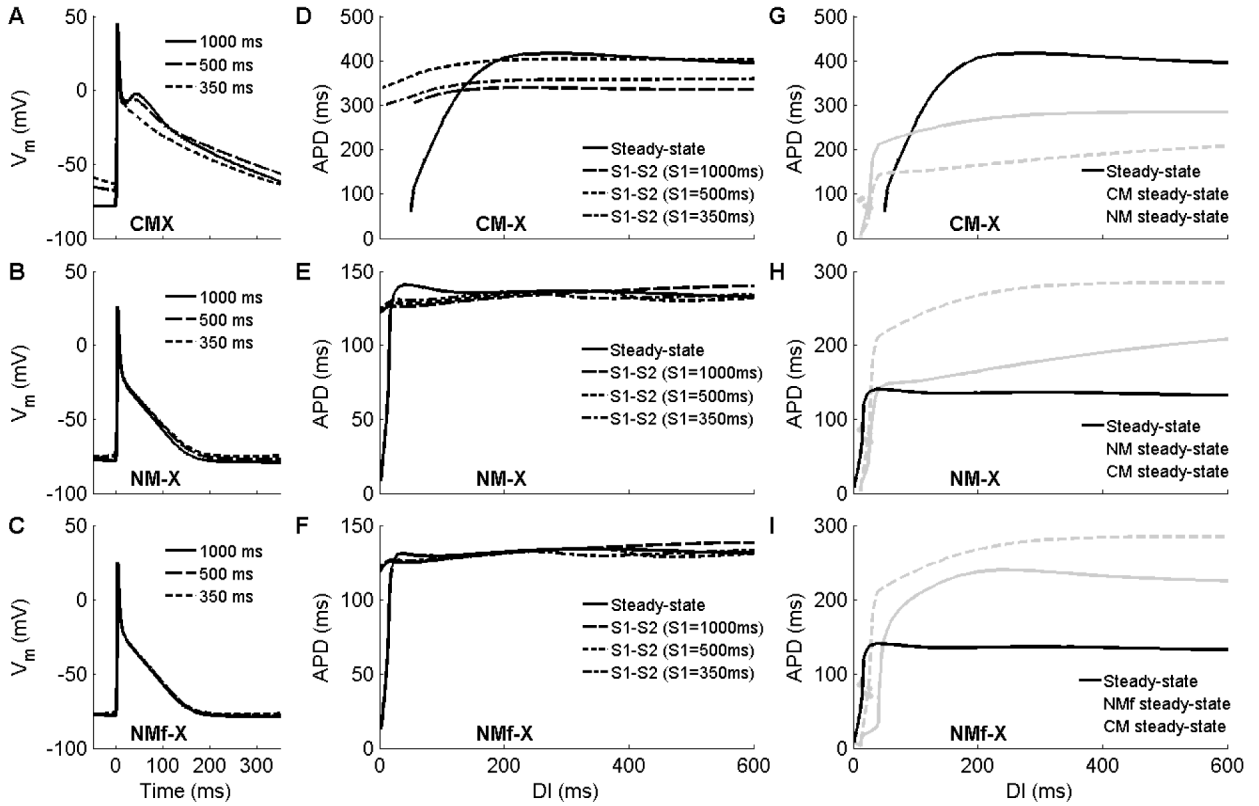 A
50
0
-50
-100
V_m (mV)
1000 ms
500 ms
350 ms
CMX
D
500
400
300
200
100
0
APD (ms)
Steady-state
S1-S2 (S1=1000ms)
S1-S2 (S1=500ms)
S1-S2 (S1=350ms)
CM-X
G
500
400
300
400
100
0
APD (ms)
Steady-state
CM steady-state
NM steady-state
CM-X
B
50
0
-50
-100
V_m (mV)
1000 ms
500 ms
350 ms
NM-X
E
150
100
50
0
APD (ms)
Steady-state
S1-S2 (S1=1000ms)
S1-S2 (S1=500ms)
S1-S2 (S1=350ms)
NM-X
H
300
200
100
0
APD (ms)
Steady-state
NM steady-state
CM steady-state
NM-X
C
50
0
-50
-100
V_m (mV)
1000 ms
500 ms
350 ms
NMf-X
0 100 200 300
Time (ms)
F
150
100
50
0
APD (ms)
Steady-state
S1-S2 (S1=1000ms)
S1-S2 (S1=500ms)
S1-S2 (S1=350ms)
NMf-X
0 200 400 600
DI (ms)
I
300
200
100
0
APD (ms)
Steady-state
NMf steady-state
CM steady-state
NMf-X
0 200 400 600
DI (ms)